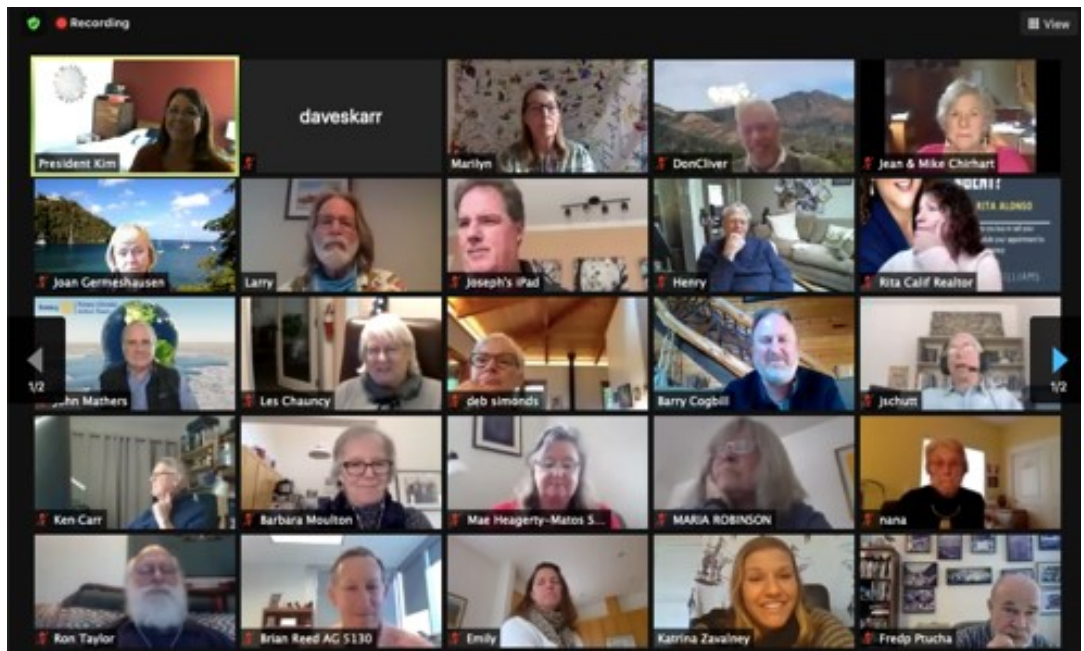 Recording
View
President Kim
daveskarr
Marilyn
DonCliver
Jean & Mike Chirhart
Joan Germeshausen
Larry
Joseph's iPad
Henry
RITA ALONSO
Rita Calif Realtor
John Mathers
Les Chauncy
deb simonds
Barry Cogbill
Jschutt
1/2
1/2
Ken Carr
Barbara Moulton
Mae Heagerty-Matos S...
MARIA ROBINSON
nana
Ron Taylor
Brian Reed AG 5130
Emily
Katrina Zavalney
Fredp Ptucha